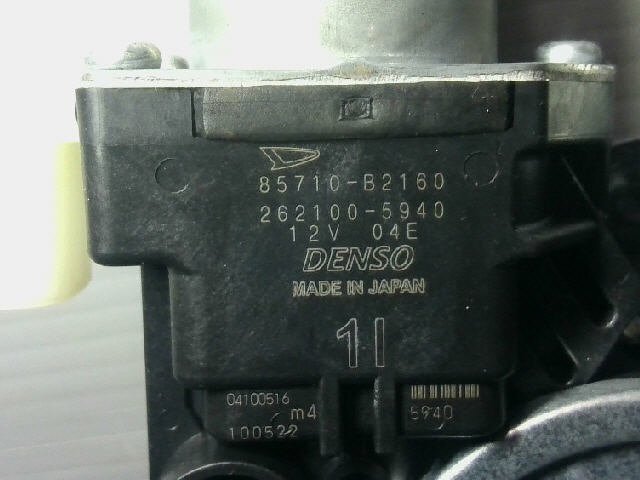 85710-B2160
262100-5940
12V 04E
DENSO
MADE IN JAPAN
1I
04100516
m4
100522
5940